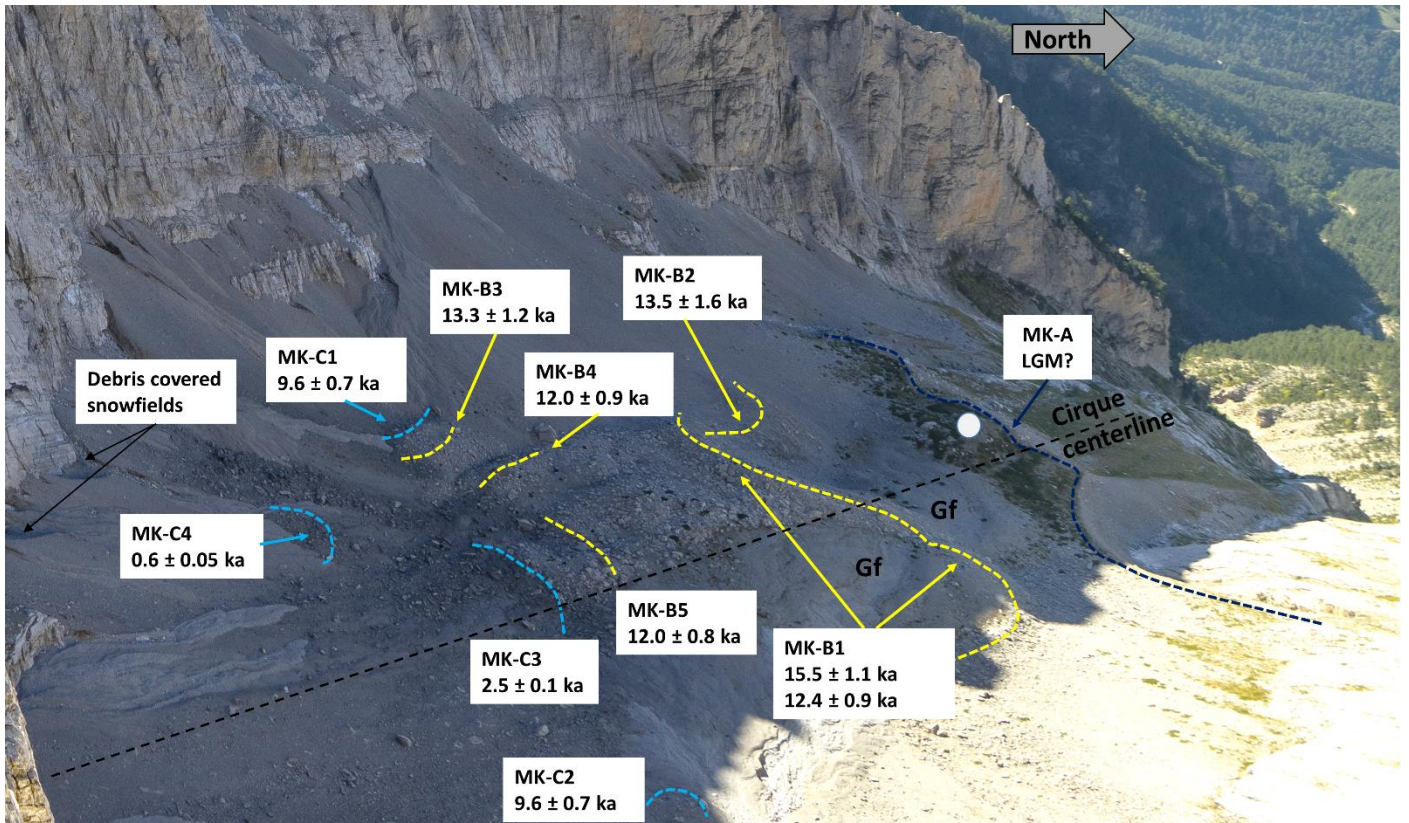 North
MK-B2
13.5 ± 1.6 ka
MK-B3
13.3 ± 1.2 ka
MK-A
LGM?
MK-C1
9.6 ± 0.7 ka
MK-B4
12.0 ± 0.9 ka
Debris covered
snowfields
Cirque
centerline
Gf
Gf
MK-C4
0.6 ± 0.05 ka
MK-B5
12.0 ± 0.8 ka
MK-C3
2.5 ± 0.1 ka
MK-B1
15.5 ± 1.1 ka
12.4 ± 0.9 ka
MK-C2
9.6 ± 0.7 ka